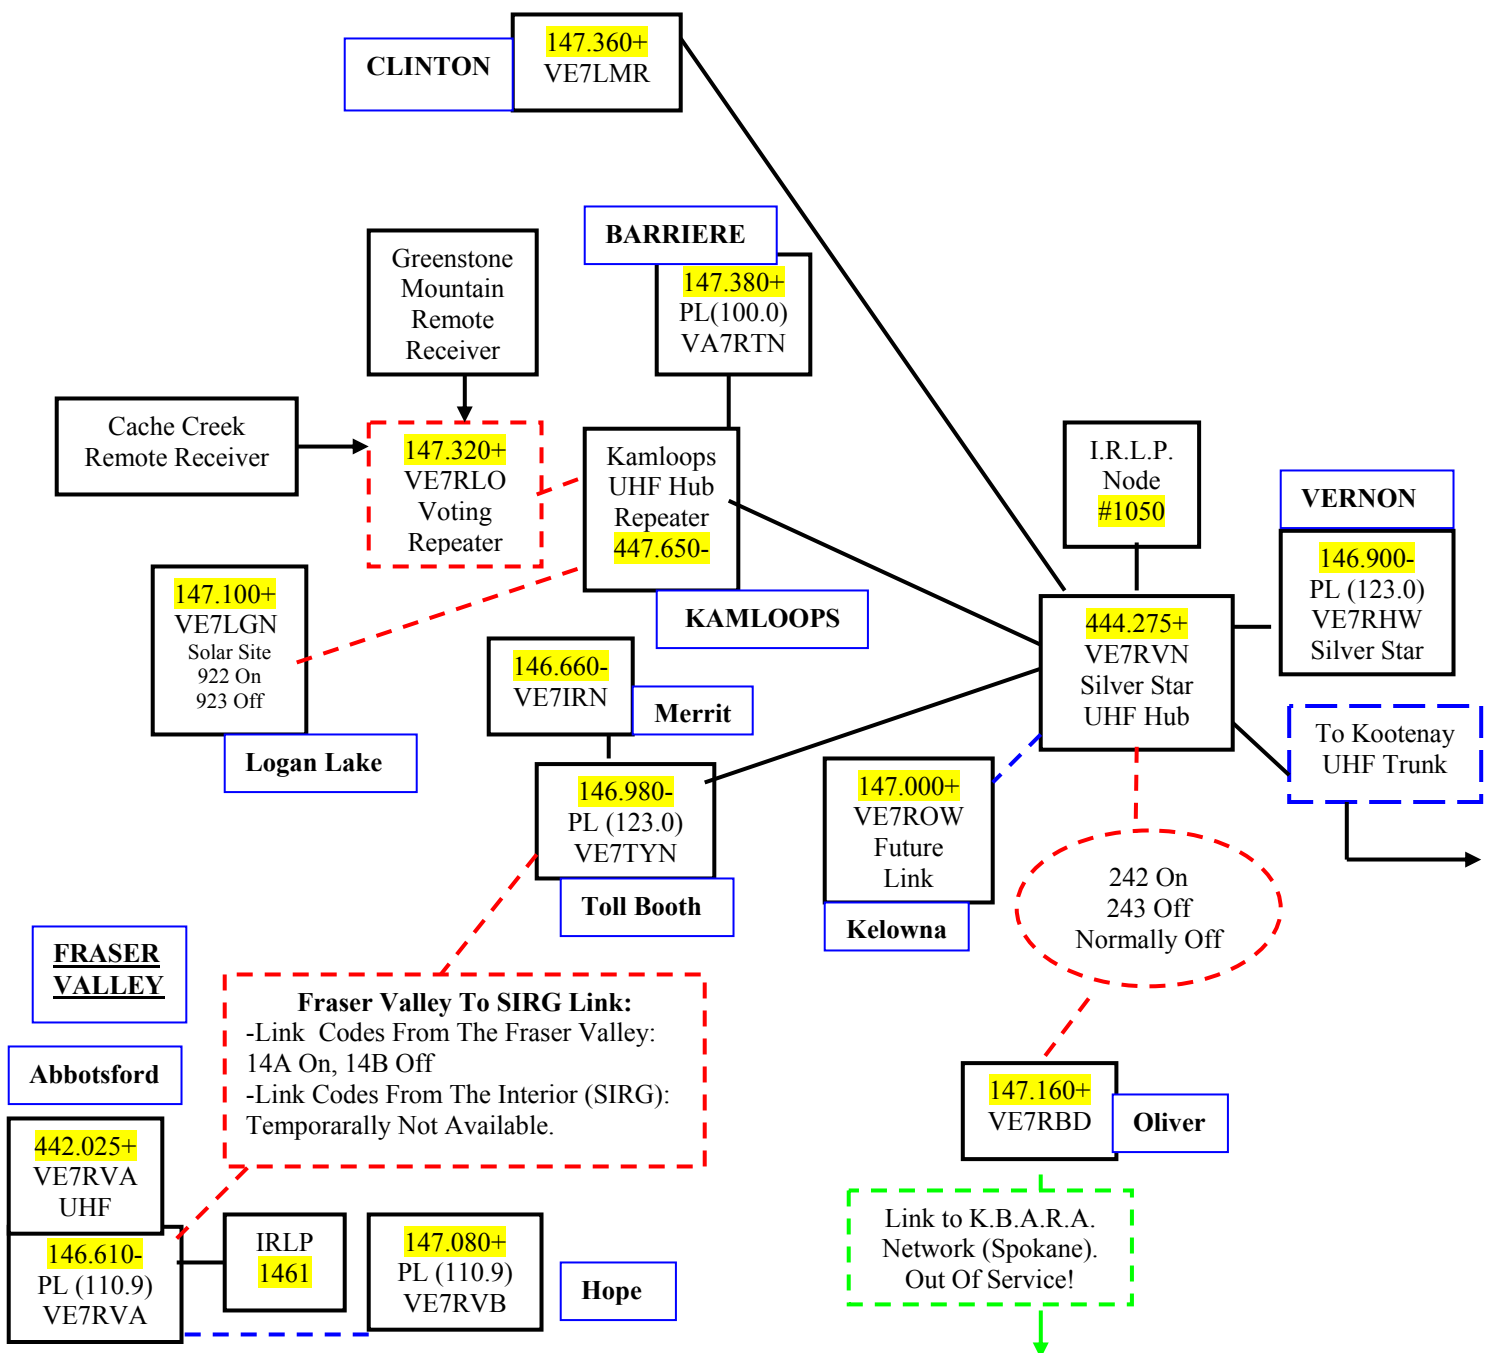 CLINTON
147.360+
VE7LMR
BARRIERE
147.380+
PL(100.0)
VA7RTN
Greenstone
Mountain
Remote
Receiver
Cache Creek
Remote Receiver
147.320+
VE7RLO
Voting
Repeater
Kamloops
UHF Hub
Repeater
447.650-
KAMLOOPS
I.R.L.P.
Node
#1050
VERNON
146.900-
PL (123.0)
VE7RHW
Silver Star
147.100+
VE7LGN
Solar Site
922 On
923 Off
Logan Lake
146.660-
VE7IRN
Merrit
444.275+
VE7RVN
Silver Star
UHF Hub
To Kootenay
UHF Trunk
146.980-
PL (123.0)
VE7TYN
Toll Booth
147.000+
VE7ROW
Future
Link
Kelowna
242 On
243 Off
Normally Off
FRASER
VALLEY
Fraser Valley To SIRG Link:
-Link Codes From The Fraser Valley:
14A On, 14B Off
-Link Codes From The Interior (SIRG):
Temporarally Not Available.
Abbotsford
442.025+
VE7RVA
UHF
146.610-
PL (110.9)
VE7RVA
IRLP
1461
147.080+
PL (110.9)
VE7RVB
Hope
147.160+
VE7RBD
Oliver
Link to K.B.A.R.A.
Network (Spokane).
Out Of Service!